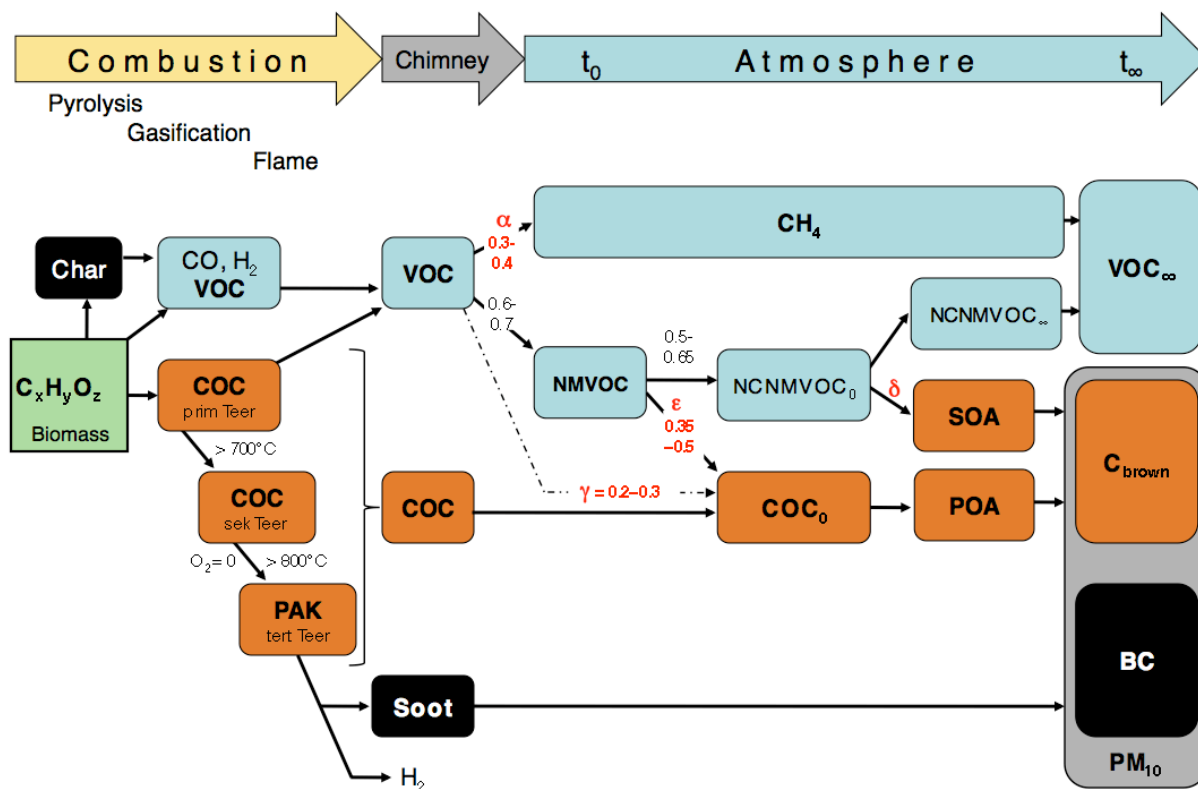 Combustion
Chimney
t₀
Atmosphere
t∞
Pyrolysis
Gasification
Flame
Char
CO, H₂
VOC
VOC
α
0.3-
0.4
CH₄
VOC∞
0.6-
0.7
0.5-
0.65
NCNMVOC∞
CₓHᵧO_z
Biomass
COC
prim Teer
NMVOC
NCNMVOC₀
δ
SOA
ε
0.35
–0.5
C_brown
> 700°C
COC
sek Teer
COC
γ = 0.2–0.3
COC₀
POA
O₂= 0
> 800°C
PAK
tert Teer
Soot
BC
PM₁₀
H₂